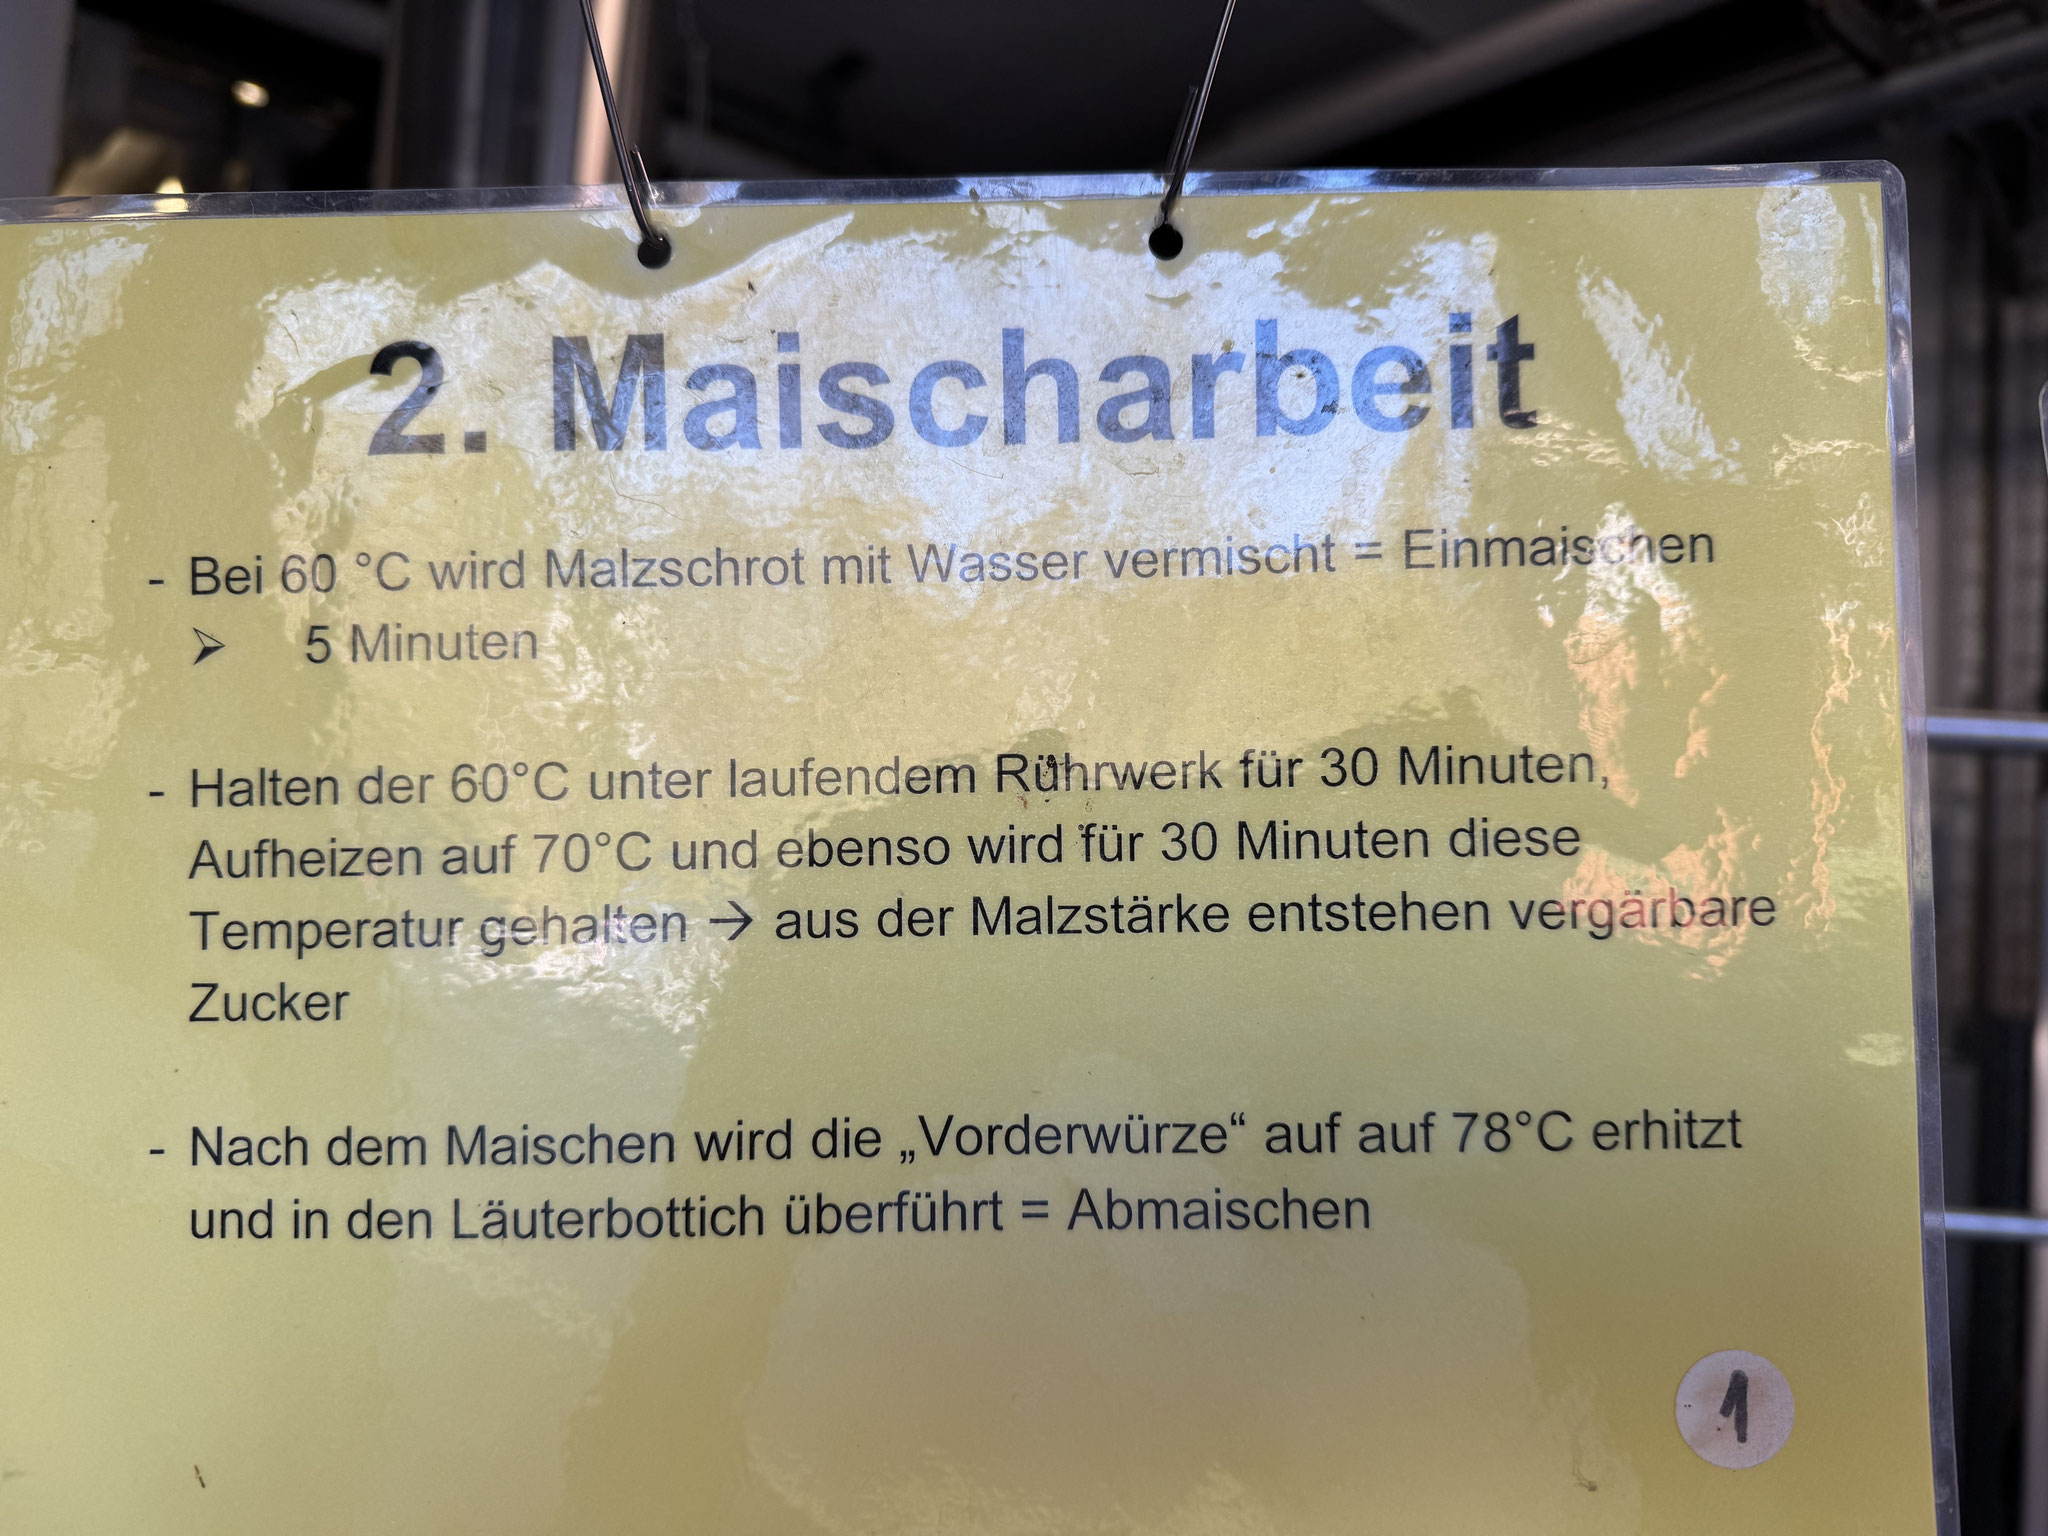 2. Maischarbeit
- Bei 60 °C wird Malzschrot mit Wasser vermischt = Einmaischen
➢ 5 Minuten
- Halten der 60°C unter laufendem Rührwerk für 30 Minuten,
Aufheizen auf 70°C und ebenso wird für 30 Minuten diese
Temperatur gehalten → aus der Malzstärke entstehen vergärbare
Zucker
- Nach dem Maischen wird die „Vorderwürze“ auf auf 78°C erhitzt
und in den Läuterbottich überführt = Abmaischen
1